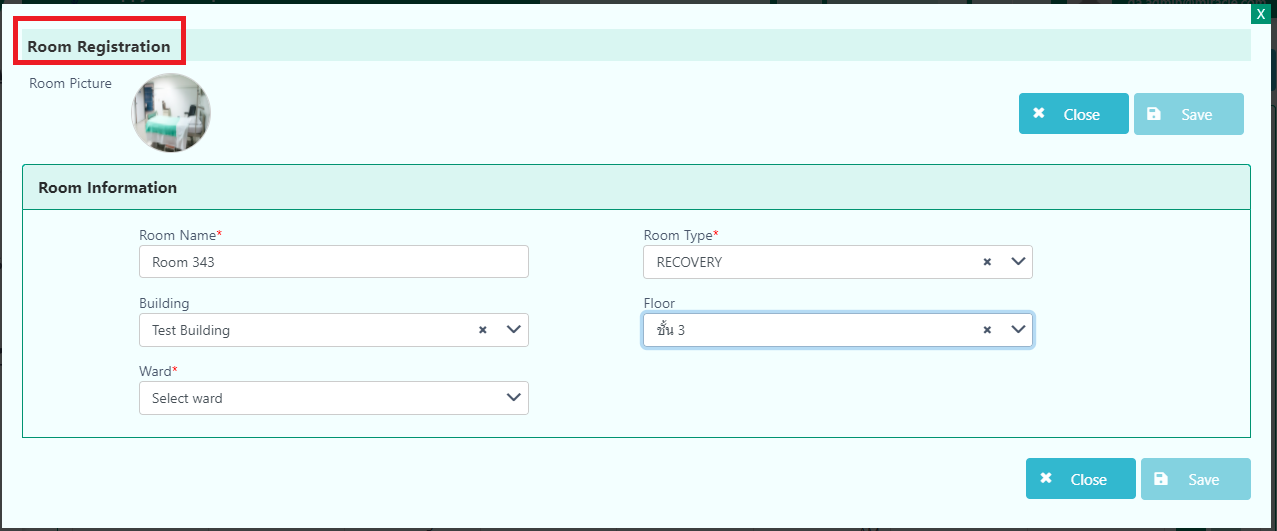 X
Room Registration
Room Picture
Close Save
Room Information
Room Name* Room Type*
Room 343 RECOVERY
Building Floor
Test Building ชั้น 3
Ward*
Select ward
Close Save